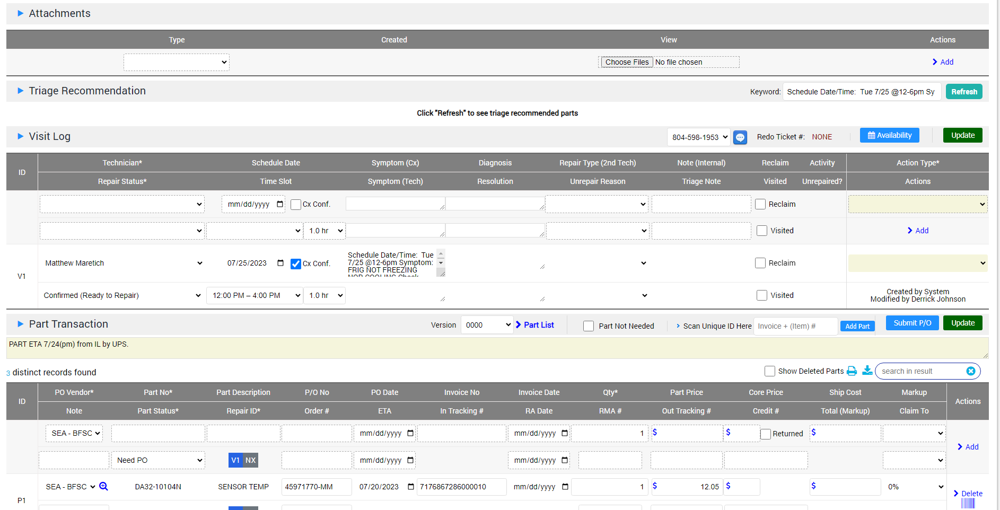 Attachments
Type Created View Actions
Choose Files No file chosen Add
Triage Recommendation Keyword: Schedule Date/Time:  Tue 7/25 @12-6pm Sy Refresh
Click "Refresh" to see triage recommended parts
Visit Log 804-598-1953 Redo Ticket #: NONE Availability Update
ID Technician* Schedule Date Symptom (Cx) Diagnosis Repair Type (2nd Tech) Note (Internal) Reclaim Activity Action Type*
Repair Status* Time Slot Symptom (Tech) Resolution Unrepair Reason Triage Note Visited Unrepaired? Actions
mm/dd/yyyy Cx Conf. Reclaim
1.0 hr Visited Add
V1 Matthew Maretich 07/25/2023 Cx Conf. Reclaim
Schedule Date/Time:  Tue
7/25 @12-6pm Symptom:
FRIG NOT FREEZING
NOR COOLING Check
Confirmed (Ready to Repair) 12:00 PM – 4:00 PM 1.0 hr Visited
Created by System
Modified by Derrick Johnson
Part Transaction Version 0000 Part List Part Not Needed Scan Unique ID Here Invoice + (Item) # Add Part Submit P/O Update
PART ETA 7/24(pm) from IL by UPS.
3 distinct records found Show Deleted Parts search in result
ID PO Vendor* Part No* Part Description P/O No PO Date Invoice No Invoice Date Qty* Part Price Core Price Ship Cost Markup Actions
Note Part Status* Repair ID* Order # ETA In Tracking # RA Date RMA # Out Tracking # Credit # Total (Markup) Claim To
SEA - BFSC mm/dd/yyyy mm/dd/yyyy 1 $ $ Returned $
Need PO V1 NX mm/dd/yyyy mm/dd/yyyy Add
P1 SEA - BFSC DA32-10104N SENSOR TEMP 45971770-MM 07/20/2023 7176867286000010 mm/dd/yyyy 1 $ 12.05 $ $ 0% Delete